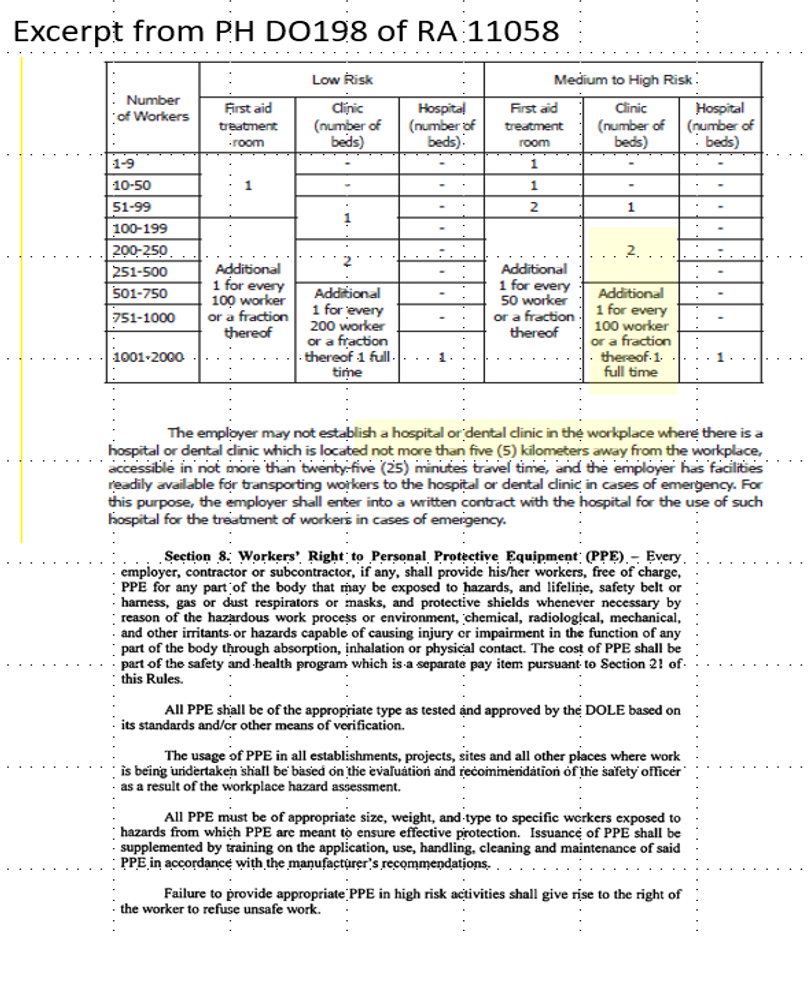 Excerpt from PH DO198 of RA 11058
Low Risk
Medium to High Risk
Number
of Workers
First aid
treatment
room
Clinic
(number of
beds)
Hospital
(number of
beds)
First aid
treatment
room
Clinic
(number of
beds)
Hospital
(number of
beds)
1-9 - - 1 - -
10-50 1 - - 1 - -
51-99 - 2 1 -
1
100-199 - -
200-250 - 2 -
2
251-500 - -
501-750 - -
751-1000 - -
1001-2000 1 1
Additional
1 for every
100 worker
or a fraction
thereof
Additional
1 for every
200 worker
or a fraction
thereof 1 full
time
Additional
1 for every
50 worker
or a fraction
thereof
Additional
1 for every
100 worker
or a fraction
thereof 1
full time
The employer may not establish a hospital or dental clinic in the workplace where there is a
hospital or dental clinic which is located not more than five (5) kilometers away from the workplace,
accessible in not more than twenty-five (25) minutes travel time, and the employer has facilities
readily available for transporting workers to the hospital or dental clinic in cases of emergency. For
this purpose, the employer shall enter into a written contract with the hospital for the use of such
hospital for the treatment of workers in cases of emergency.
Section 8. Workers' Right to Personal Protective Equipment (PPE) – Every
employer, contractor or subcontractor, if any, shall provide his/her workers, free of charge,
PPE for any part of the body that may be exposed to hazards, and lifeline, safety belt or
harness, gas or dust respirators or masks, and protective shields whenever necessary by
reason of the hazardous work process or environment, chemical, radiological, mechanical,
and other irritants or hazards capable of causing injury or impairment in the function of any
part of the body through absorption, inhalation or physical contact. The cost of PPE shall be
part of the safety and health program which is a separate pay item pursuant to Section 21 of
this Rules.
All PPE shall be of the appropriate type as tested and approved by the DOLE based on
its standards and/or other means of verification.
The usage of PPE in all establishments, projects, sites and all other places where work
is being undertaken shall be based on the evaluation and recommendation of the safety officer
as a result of the workplace hazard assessment.
All PPE must be of appropriate size, weight, and type to specific workers exposed to
hazards from which PPE are meant to ensure effective protection. Issuance of PPE shall be
supplemented by training on the application, use, handling, cleaning and maintenance of said
PPE in accordance with the manufacturer's recommendations.
Failure to provide appropriate PPE in high risk activities shall give rise to the right of
the worker to refuse unsafe work.